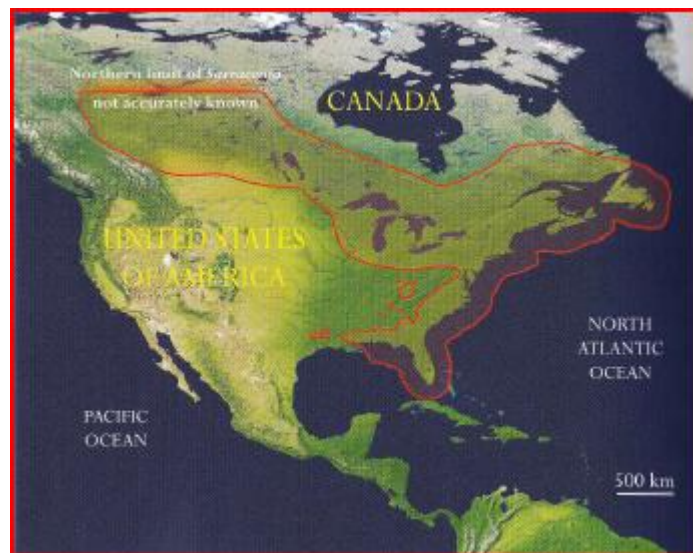 Northern limit of Sarracenia
not accurately known
CANADA
UNITED STATES
OF AMERICA
NORTH
ATLANTIC
OCEAN
PACIFIC
OCEAN
500 km